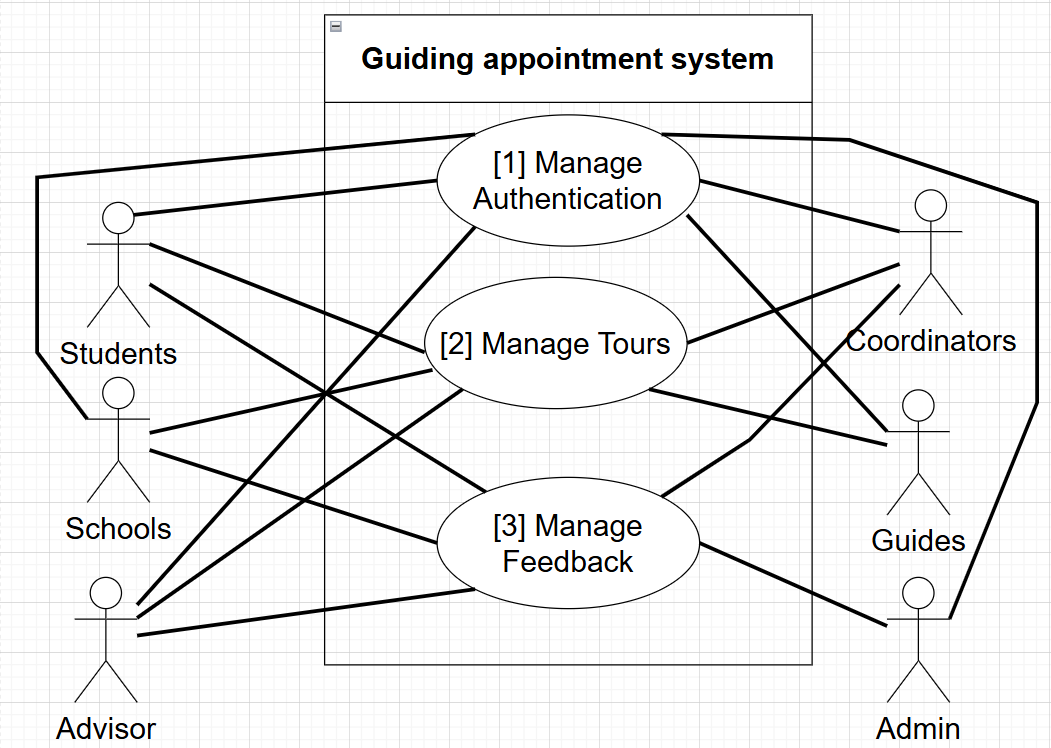 Guiding appointment system
[1] Manage
Authentication
[2] Manage Tours
[3] Manage
Feedback
Students
Schools
Advisor
Coordinators
Guides
Admin